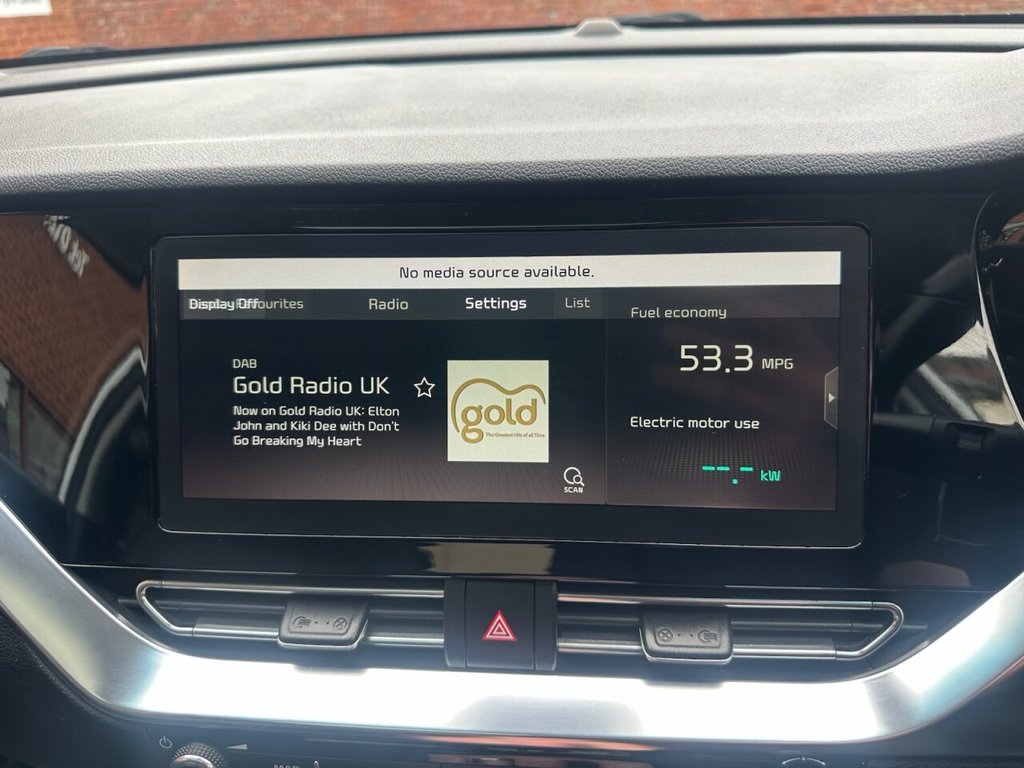 No media source available.
Display Off Favourites Radio Settings List
Fuel economy
53.3 MPG
DAB
Gold Radio UK
Now on Gold Radio UK: Elton
John and Kiki Dee with Don't
Go Breaking My Heart
gold
The Greatest Hits of all Time
SCAN
Electric motor use
--.- kW
MAP